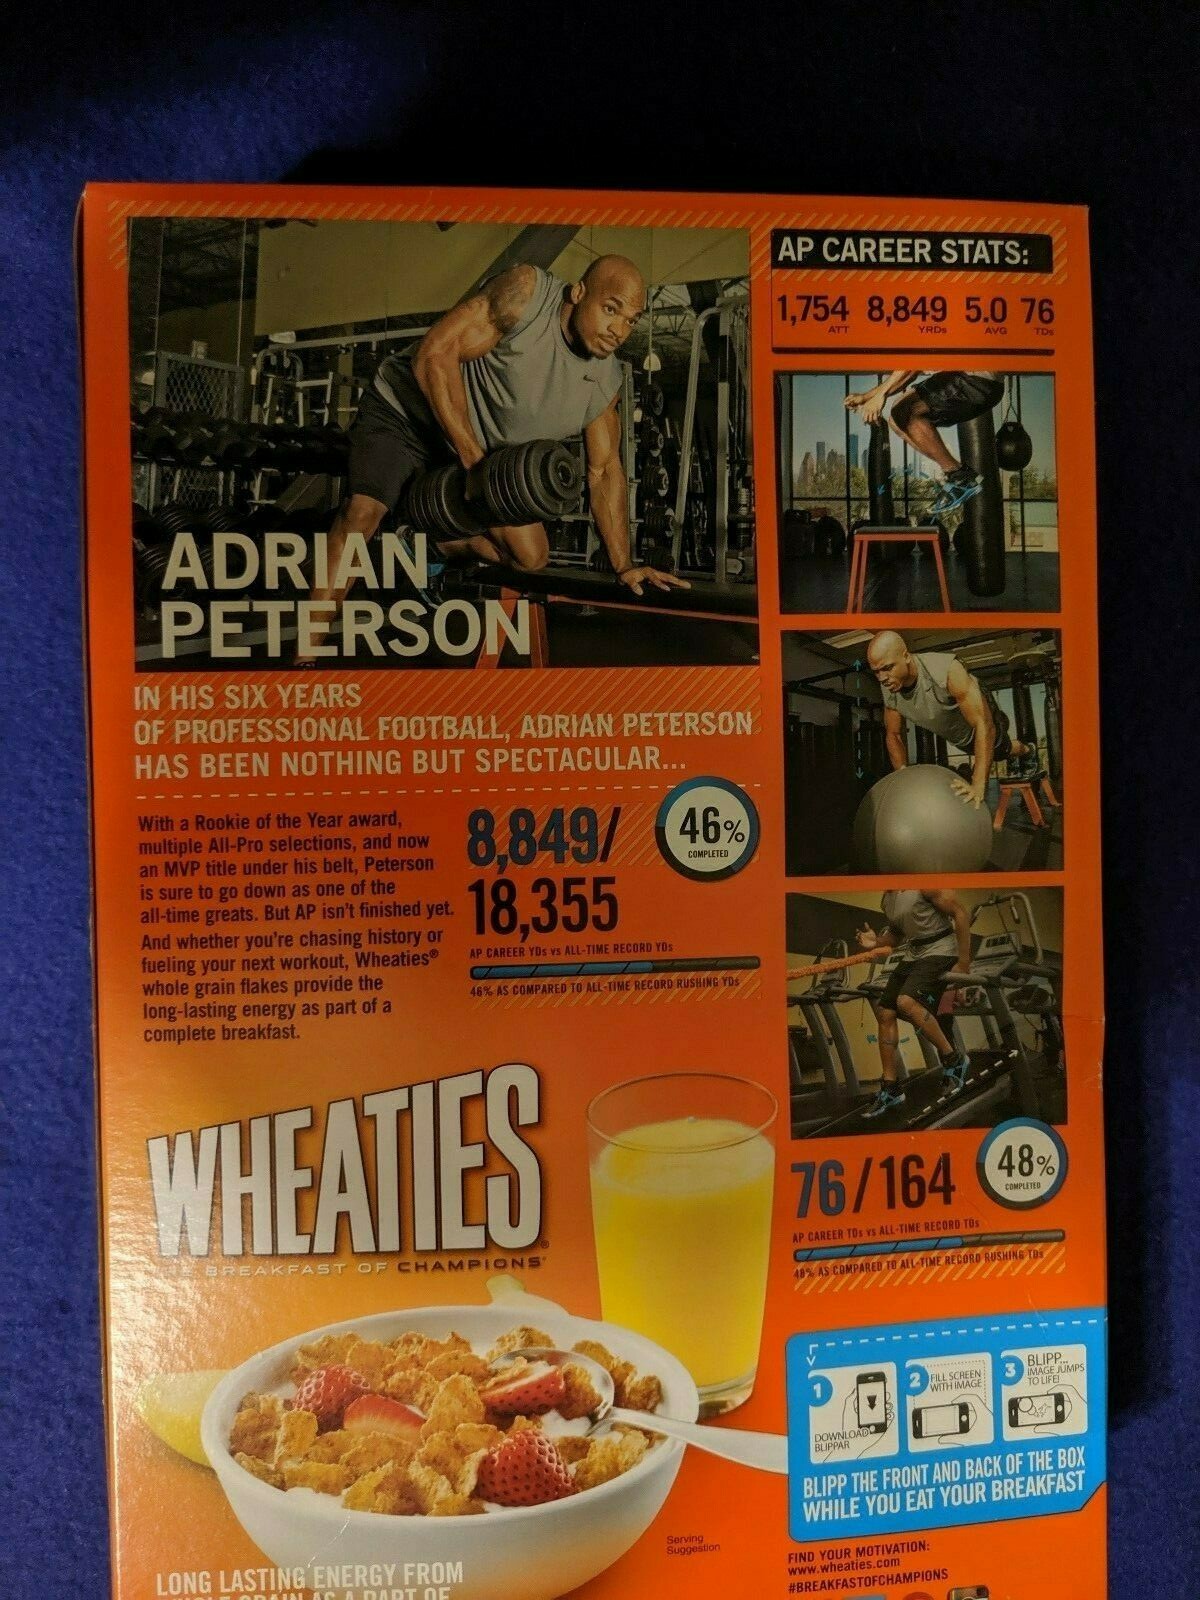 AP CAREER STATS:
1,754 8,849 5.0 76
ATT YRDs AVG TDs
ADRIAN
PETERSON
IN HIS SIX YEARS
OF PROFESSIONAL FOOTBALL, ADRIAN PETERSON
HAS BEEN NOTHING BUT SPECTACULAR...
With a Rookie of the Year award,
multiple All-Pro selections, and now
an MVP title under his belt, Peterson
is sure to go down as one of the
all-time greats. But AP isn't finished yet.
And whether you're chasing history or
fueling your next workout, Wheaties®
whole grain flakes provide the
long-lasting energy as part of a
complete breakfast.
8,849/
18,355
46%
COMPLETED
AP CAREER YDs vs ALL-TIME RECORD YDs
46% AS COMPARED TO ALL-TIME RECORD RUSHING YDs
76/164
48%
COMPLETED
AP CAREER TDs vs ALL-TIME RECORD TDs
48% AS COMPARED TO ALL-TIME RECORD RUSHING TDs
WHEATIES®
BREAKFAST OF CHAMPIONS
1
DOWNLOAD
BLIPPAR
2 FILL SCREEN
WITH IMAGE
3 BLIPP...
IMAGE JUMPS
TO LIFE!
BLIPP THE FRONT AND BACK OF THE BOX
WHILE YOU EAT YOUR BREAKFAST
Serving
Suggestion
FIND YOUR MOTIVATION:
www.wheaties.com
#BREAKFASTOFCHAMPIONS
LONG LASTING ENERGY FROM
GRAIN AS A PART OF